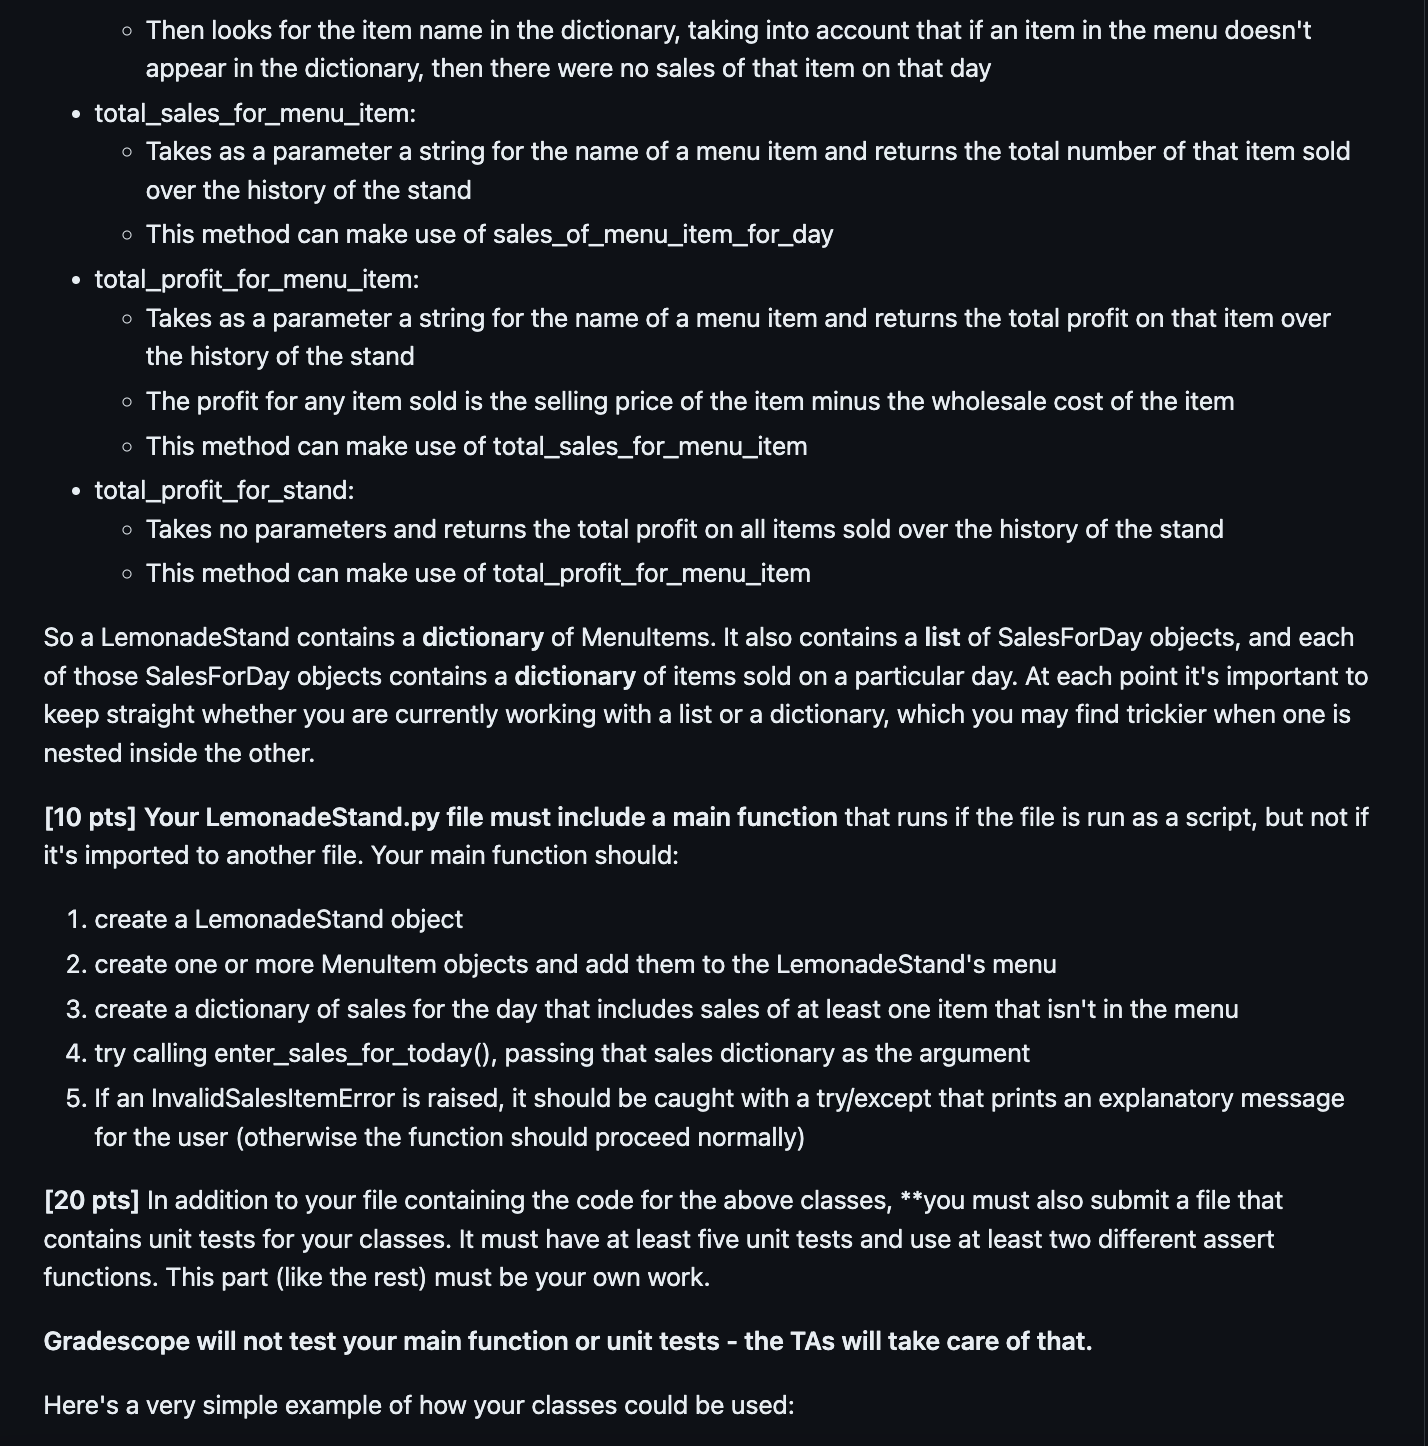 ◦ Then looks for the item name in the dictionary, taking into account that if an item in the menu doesn't
appear in the dictionary, then there were no sales of that item on that day
• total_sales_for_menu_item:
◦ Takes as a parameter a string for the name of a menu item and returns the total number of that item sold
over the history of the stand
◦ This method can make use of sales_of_menu_item_for_day
• total_profit_for_menu_item:
◦ Takes as a parameter a string for the name of a menu item and returns the total profit on that item over
the history of the stand
◦ The profit for any item sold is the selling price of the item minus the wholesale cost of the item
◦ This method can make use of total_sales_for_menu_item
• total_profit_for_stand:
◦ Takes no parameters and returns the total profit on all items sold over the history of the stand
◦ This method can make use of total_profit_for_menu_item
So a LemonadeStand contains a dictionary of MenuItems. It also contains a list of SalesForDay objects, and each
of those SalesForDay objects contains a dictionary of items sold on a particular day. At each point it's important to
keep straight whether you are currently working with a list or a dictionary, which you may find trickier when one is
nested inside the other.
[10 pts] Your LemonadeStand.py file must include a main function that runs if the file is run as a script, but not if
it's imported to another file. Your main function should:
1. create a LemonadeStand object
2. create one or more MenuItem objects and add them to the LemonadeStand's menu
3. create a dictionary of sales for the day that includes sales of at least one item that isn't in the menu
4. try calling enter_sales_for_today(), passing that sales dictionary as the argument
5. If an InvalidSalesItemError is raised, it should be caught with a try/except that prints an explanatory message
for the user (otherwise the function should proceed normally)
[20 pts] In addition to your file containing the code for the above classes, **you must also submit a file that
contains unit tests for your classes. It must have at least five unit tests and use at least two different assert
functions. This part (like the rest) must be your own work.
Gradescope will not test your main function or unit tests - the TAs will take care of that.
Here's a very simple example of how your classes could be used: